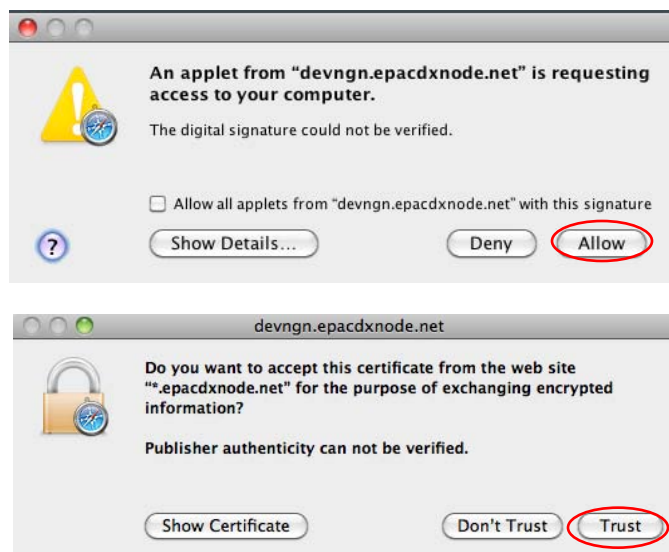 An applet from “devngn.epacdxnode.net” is requesting
access to your computer.
The digital signature could not be verified.
Allow all applets from “devngn.epacdxnode.net” with this signature
?
Show Details...
Deny
Allow
devngn.epacdxnode.net
Do you want to accept this certificate from the web site
“*.epacdxnode.net” for the purpose of exchanging encrypted
information?
Publisher authenticity can not be verified.
Show Certificate
Don't Trust
Trust